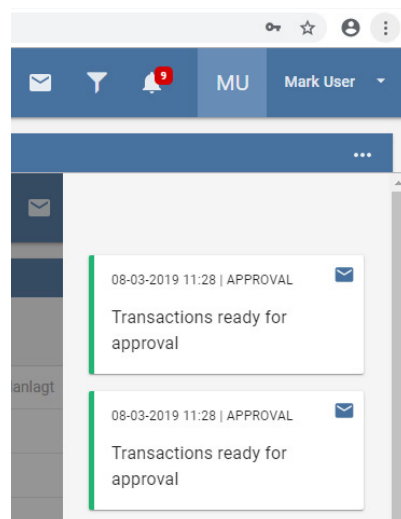 9
MU
Mark User
08-03-2019 11:28 | APPROVAL
Transactions ready for
approval
anlagt
08-03-2019 11:28 | APPROVAL
Transactions ready for
approval